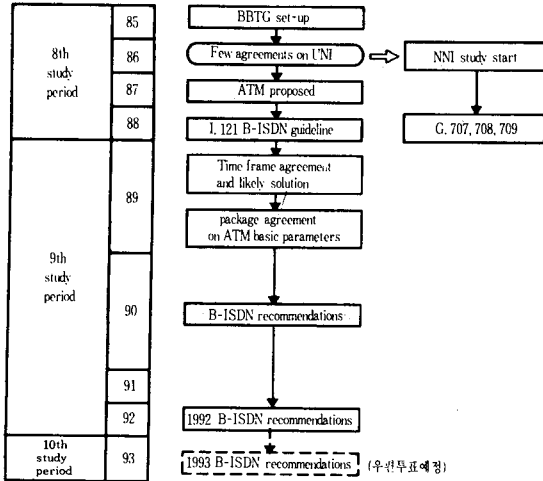 8th
study
period
85
86
87
88
BBTG set-up
Few agreements on UNI
NNI study start
ATM proposed
I. 121 B-ISDN guideline
G. 707, 708, 709
9th
study
period
89
90
91
92
Time frame agreement
and likely solution
package agreement
on ATM basic parameters
B-ISDN recommendations
1992 B-ISDN recommendations
10th
study
period
93
1993 B-ISDN recommendations
(우편투표예정)